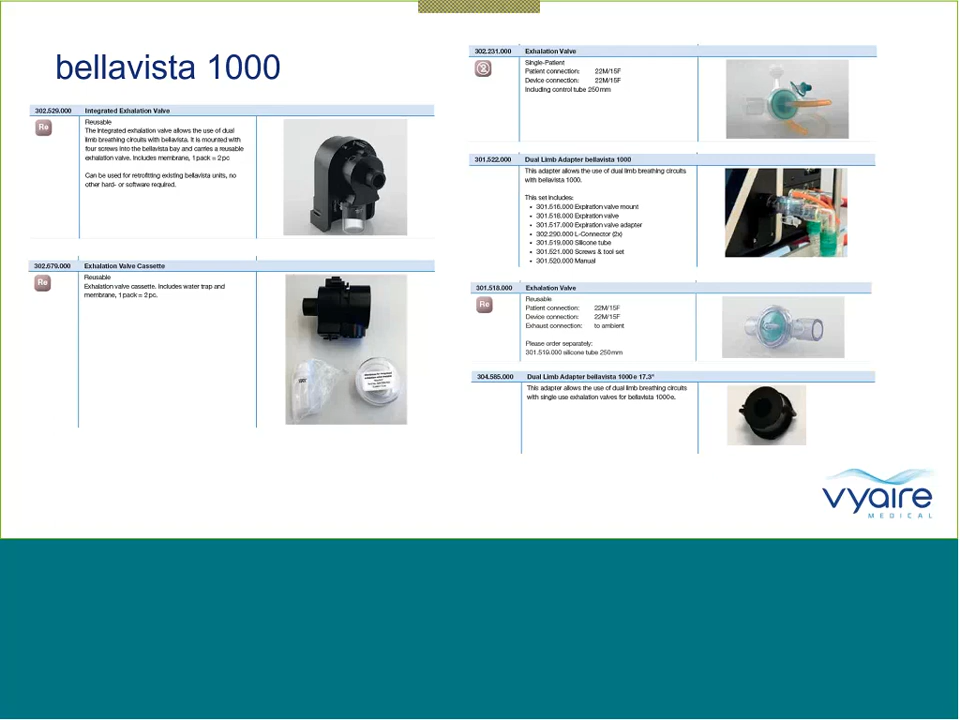 bellavista 1000
302.529.000 Integrated Exhalation Valve
Re
Reusable
The integrated exhalation valve allows the use of dual
limb breathing circuits with bellavista. It is mounted with
four screws into the bellavista bay and carries a reusable
exhalation valve. Includes membrane, 1 pack = 2 pc
Can be used for retrofitting existing bellavista units, no
other hard- or software required.
302.679.000 Exhalation Valve Cassette
Re
Reusable
Exhalation valve cassette. Includes water trap and
membrane, 1 pack = 2 pc.
302.231.000 Exhalation Valve
2
Single-Patient
Patient connection: 22M/15F
Device connection: 22M/15F
Including control tube 250 mm
301.522.000 Dual Limb Adapter bellavista 1000
This adapter allows the use of dual limb breathing circuits
with bellavista 1000.
This set includes:
• 301.516.000 Expiration valve mount
• 301.518.000 Expiration valve
• 301.517.000 Expiration valve adapter
• 302.290.000 L-Connector (2x)
• 301.519.000 Silicone tube
• 301.521.000 Screws & tool set
• 301.520.000 Manual
301.518.000 Exhalation Valve
Re
Reusable
Patient connection: 22M/15F
Device connection: 22M/15F
Exhaust connection: to ambient
Please order separately:
301.519.000 silicone tube 250 mm
304.585.000 Dual Limb Adapter bellavista 1000e 17.3"
This adapter allows the use of dual limb breathing circuits
with single use exhalation valves for bellavista 1000e.
vyaire
MEDICAL